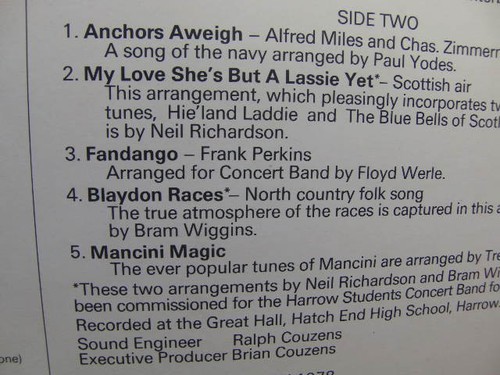 SIDE TWO
1. Anchors Aweigh – Alfred Miles and Chas. Zimmerm
A song of the navy arranged by Paul Yodes.
2. My Love She's But A Lassie Yet*– Scottish air
This arrangement, which pleasingly incorporates tw
tunes, Hie'land Laddie and The Blue Bells of Scotl
is by Neil Richardson.
3. Fandango – Frank Perkins
Arranged for Concert Band by Floyd Werle.
4. Blaydon Races*– North country folk song
The true atmosphere of the races is captured in this a
by Bram Wiggins.
5. Mancini Magic
The ever popular tunes of Mancini are arranged by Tre
*These two arrangements by Neil Richardson and Bram Wi
been commissioned for the Harrow Students Concert Band fo
Recorded at the Great Hall, Hatch End High School, Harrow.
Sound Engineer Ralph Couzens
Executive Producer Brian Couzens
one)